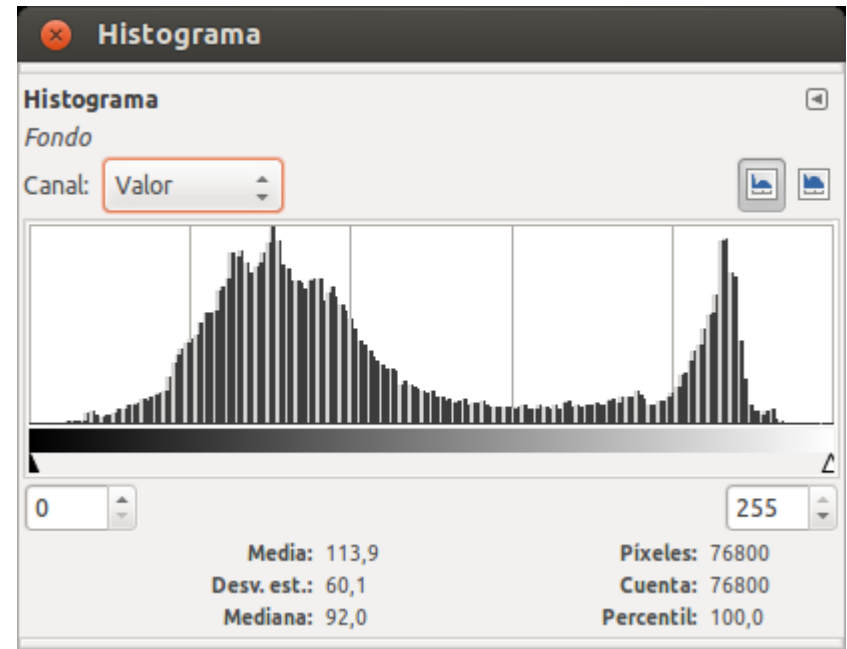 Histograma
Histograma
Fondo
Canal: Valor
0 255
Media: 113,9 Píxeles: 76800
Desv. est.: 60,1 Cuenta: 76800
Mediana: 92,0 Percentil: 100,0